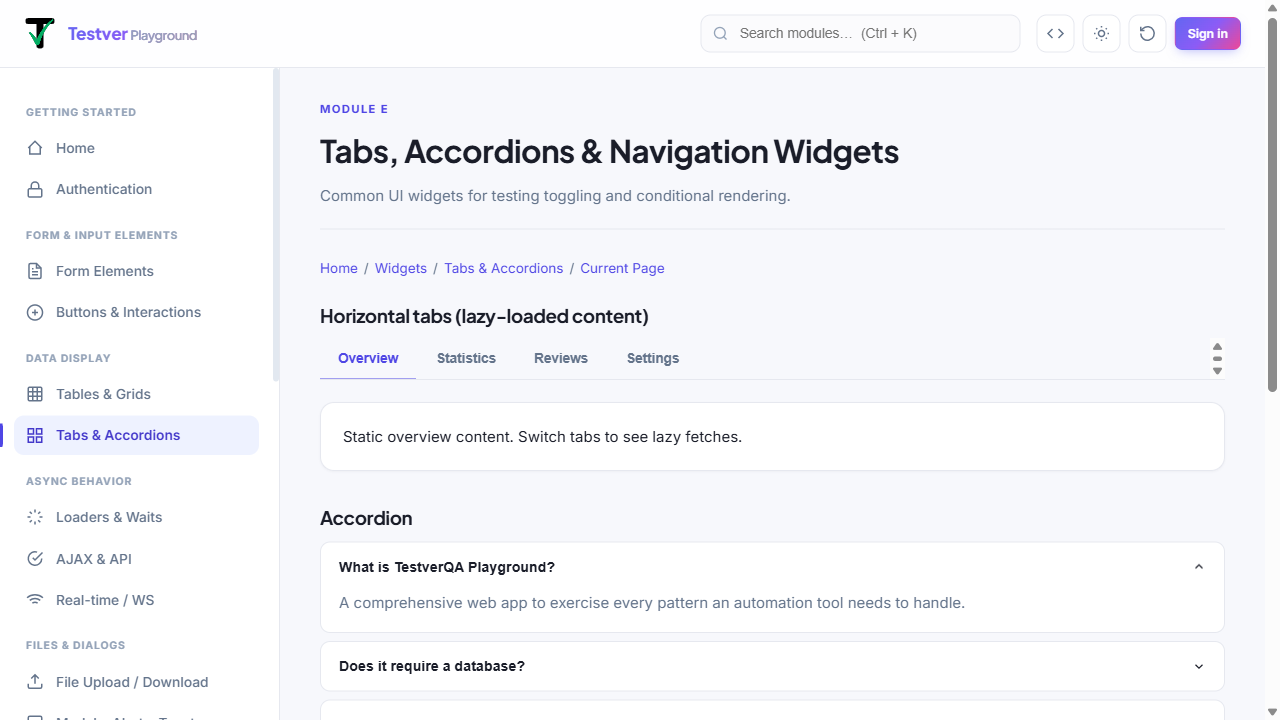 Testver Playground
Search modules… (Ctrl + K)
Sign in
GETTING STARTED
Home
Authentication
FORM & INPUT ELEMENTS
Form Elements
Buttons & Interactions
DATA DISPLAY
Tables & Grids
Tabs & Accordions
ASYNC BEHAVIOR
Loaders & Waits
AJAX & API
Real-time / WS
FILES & DIALOGS
File Upload / Download
MODULE E
Tabs, Accordions & Navigation Widgets
Common UI widgets for testing toggling and conditional rendering.
Home / Widgets / Tabs & Accordions / Current Page
Horizontal tabs (lazy-loaded content)
Overview Statistics Reviews Settings
Static overview content. Switch tabs to see lazy fetches.
Accordion
What is TestverQA Playground?
A comprehensive web app to exercise every pattern an automation tool needs to handle.
Does it require a database?